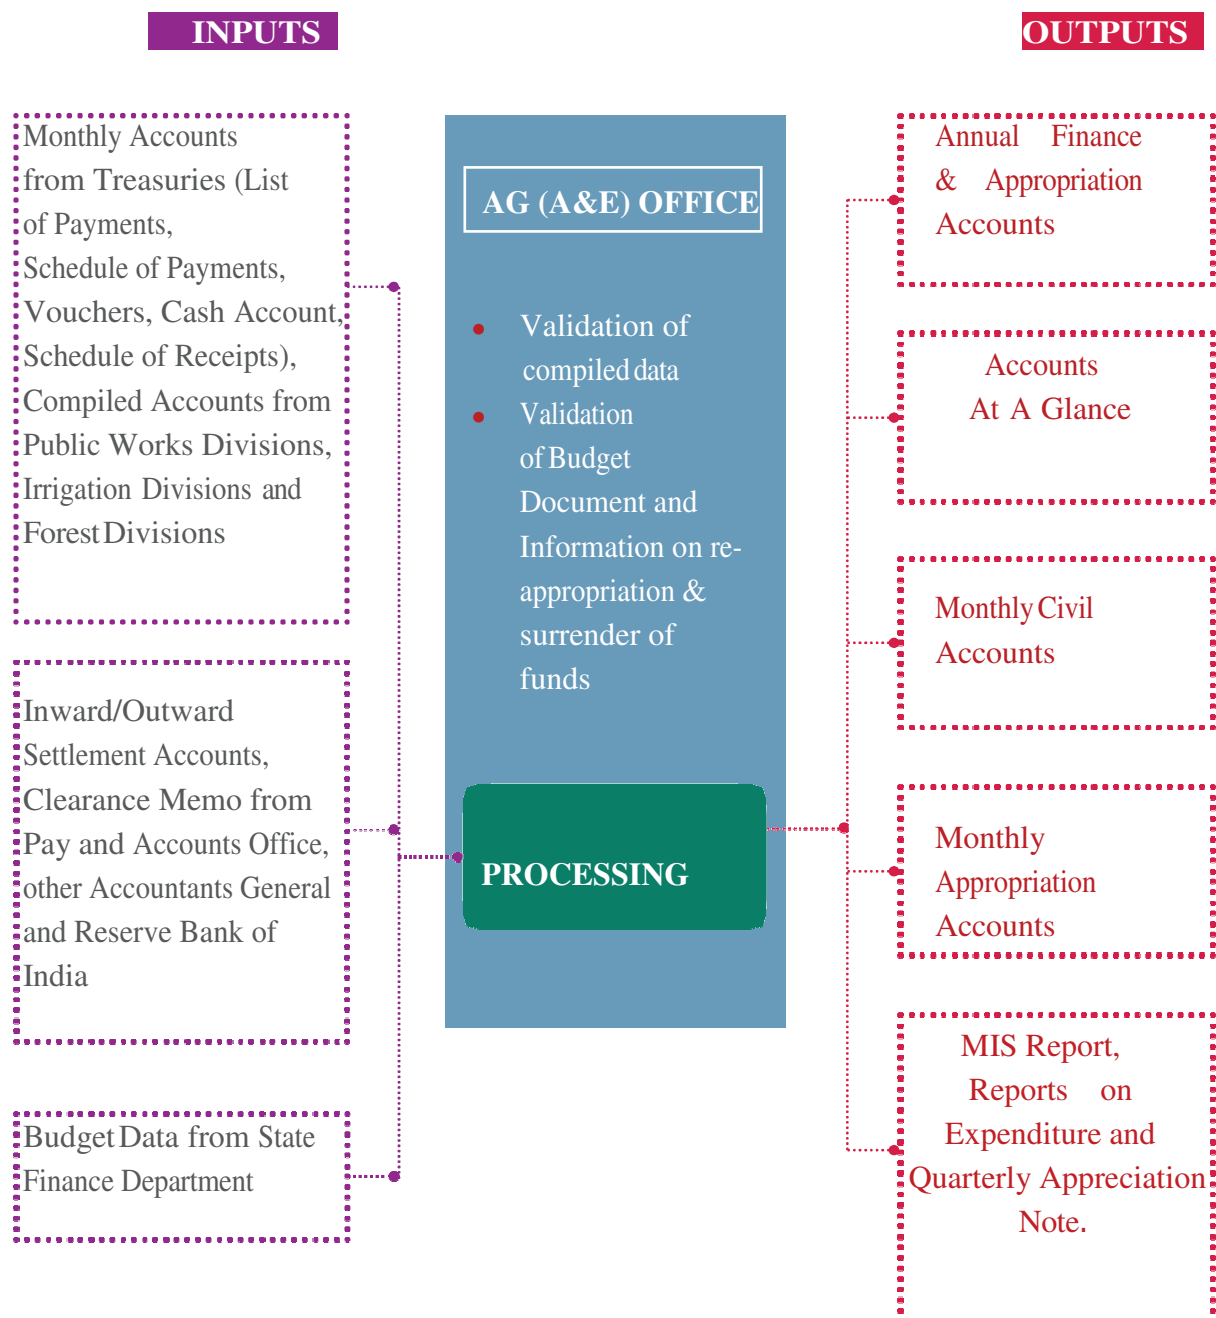 INPUTS
OUTPUTS
Monthly Accounts
from Treasuries (List
of Payments,
Schedule of Payments,
Vouchers, Cash Account,
Schedule of Receipts),
Compiled Accounts from
Public Works Divisions,
Irrigation Divisions and
Forest Divisions
Inward/Outward
Settlement Accounts,
Clearance Memo from
Pay and Accounts Office,
other Accountants General
and Reserve Bank of
India
Budget Data from State
Finance Department
AG (A&E) OFFICE
• Validation of
compiled data
• Validation
of Budget
Document and
Information on re-
appropriation &
surrender of
funds
PROCESSING
Annual Finance
& Appropriation
Accounts
Accounts
At A Glance
Monthly Civil
Accounts
Monthly
Appropriation
Accounts
MIS Report,
Reports on
Expenditure and
Quarterly Appreciation
Note.